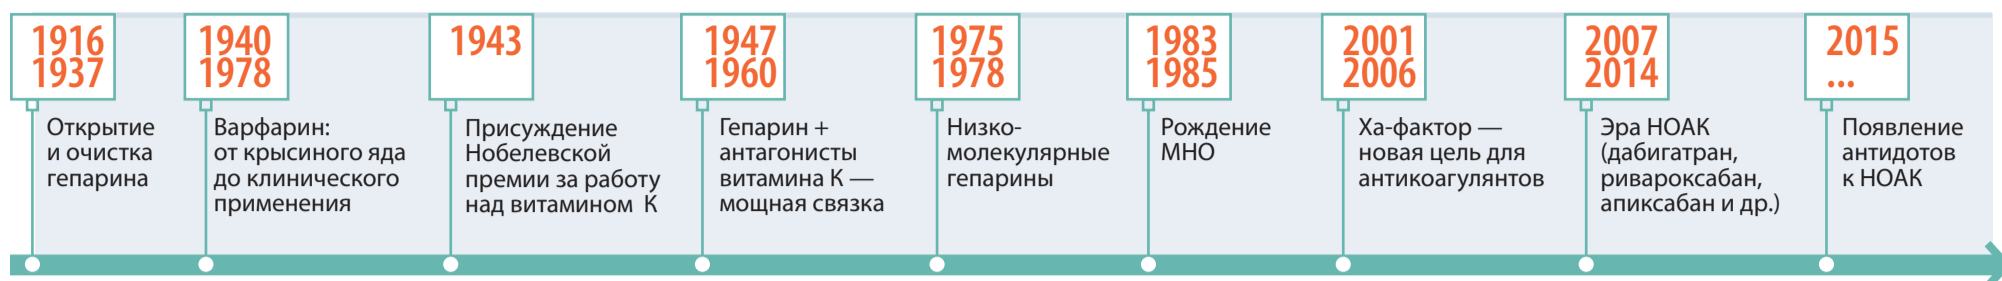 1916
1937
Открытие
и очистка
гепарина
1940
1978
Варфарин:
от крысиного яда
до клинического
применения
1943
Присуждение
Нобелевской
премии за работу
над витамином К
1947
1960
Гепарин +
антагонисты
витамина К —
мощная связка
1975
1978
Низко-
молекулярные
гепарины
1983
1985
Рождение
МНО
2001
2006
Ха-фактор —
новая цель для
антикоагулянтов
2007
2014
Эра НОАК
(дабигатран,
ривароксабан,
апиксабан и др.)
2015
...
Появление
антидотов
к НОАК